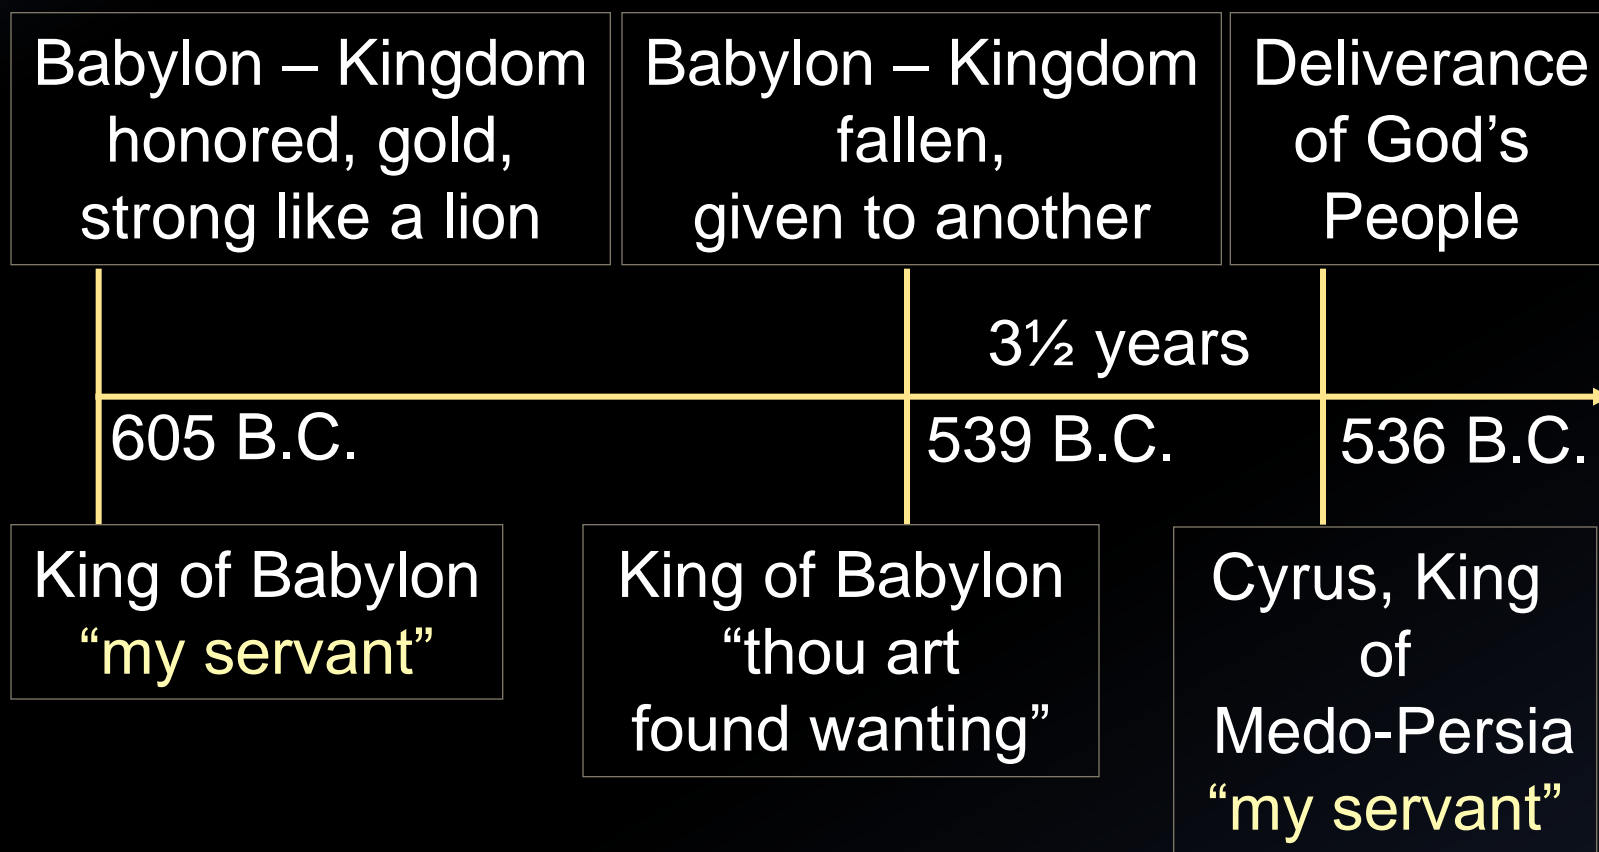 Babylon – Kingdom
honored, gold,
strong like a lion
Babylon – Kingdom
fallen,
given to another
Deliverance
of God’s
People
3½ years
605 B.C.
539 B.C.
536 B.C.
King of Babylon
“my servant”
King of Babylon
“thou art
found wanting”
Cyrus, King
of
Medo-Persia
“my servant”